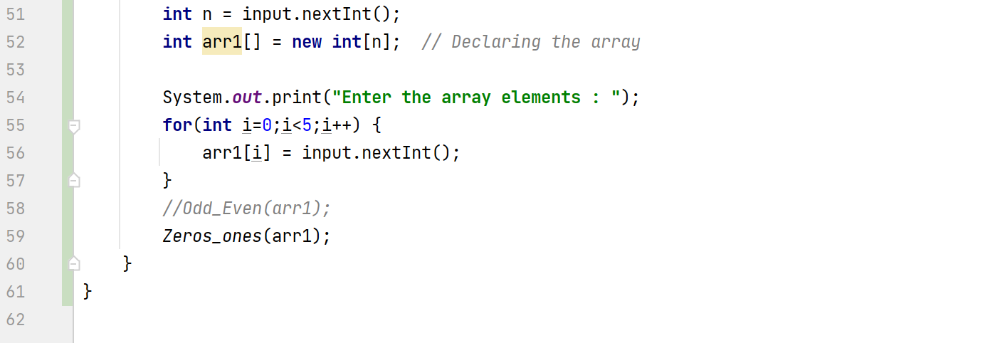 51 int n = input.nextInt();
52 int arr1[] = new int[n];  // Declaring the array
53
54 System.out.print("Enter the array elements : ");
55 for(int i=0;i<5;i++) {
56 arr1[i] = input.nextInt();
57 }
58 //Odd_Even(arr1);
59 Zeros_ones(arr1);
60 }
61 }
62